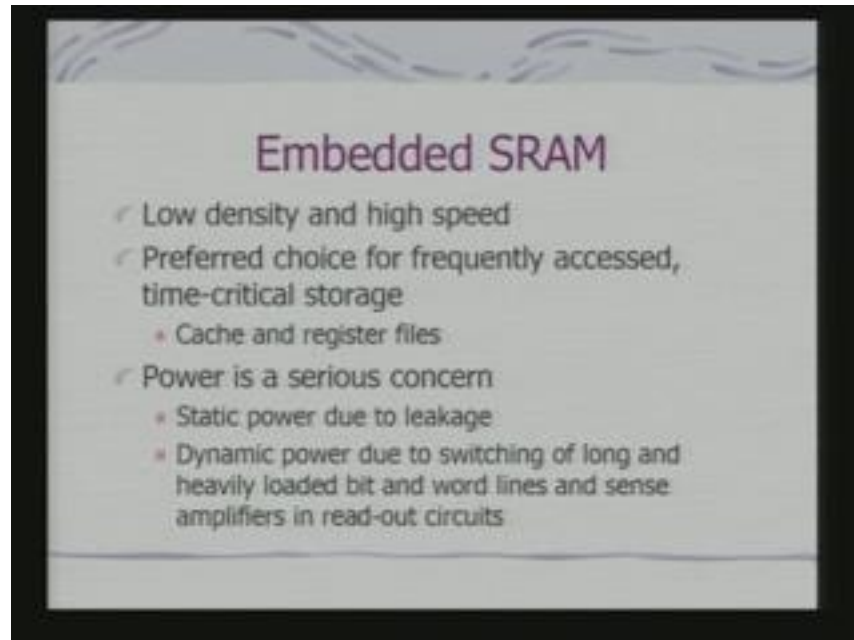 Embedded SRAM
Low density and high speed
Preferred choice for frequently accessed,
time-critical storage
Cache and register files
Power is a serious concern
Static power due to leakage
Dynamic power due to switching of long and
heavily loaded bit and word lines and sense
amplifiers in read-out circuits